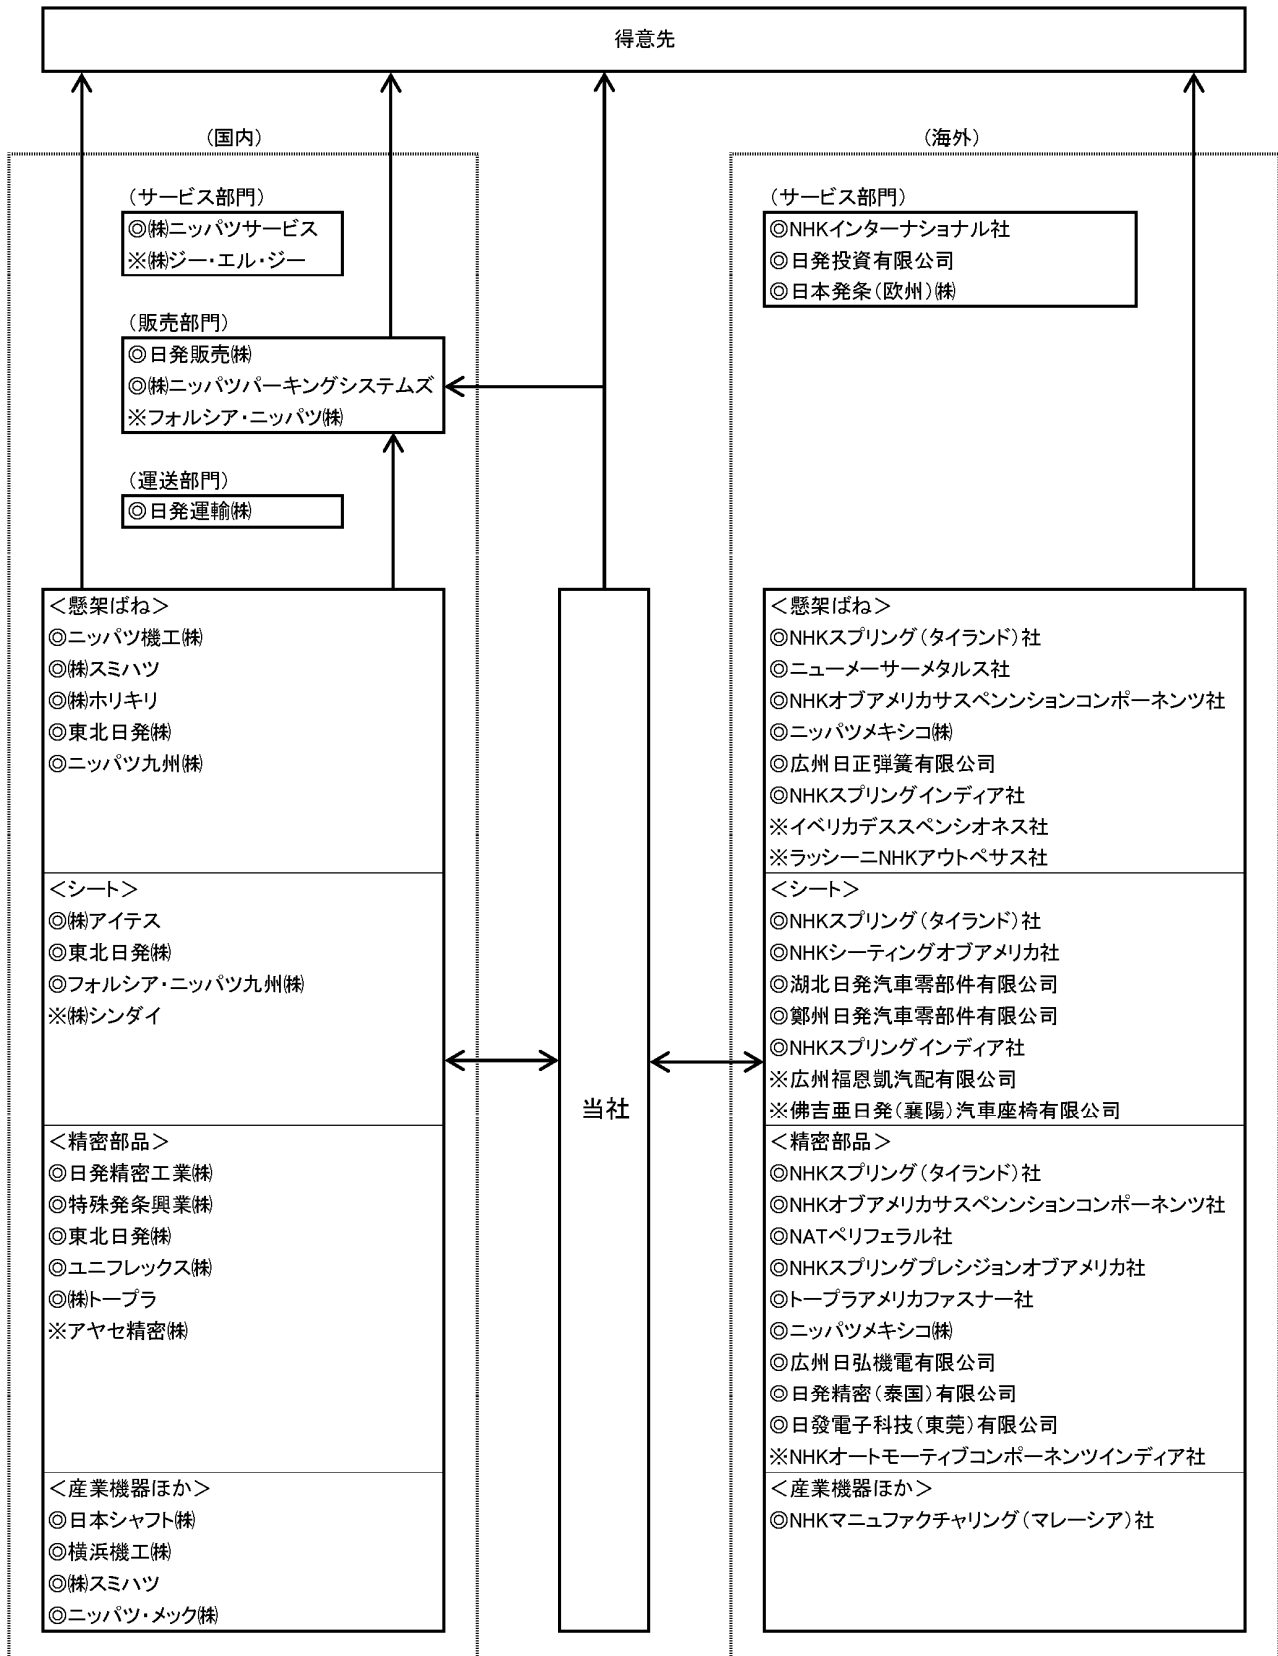 得意先
(国内)
(サービス部門)
◎㈱ニッパツサービス
※㈱ジー・エル・ジー
(販売部門)
◎日発販売㈱
◎㈱ニッパツパーキングシステムズ
※フォルシア・ニッパツ㈱
(運送部門)
◎日発運輸㈱
<懸架ばね>
◎ニッパツ機工㈱
◎㈱スミハツ
◎㈱ホリキリ
◎東北日発㈱
◎ニッパツ九州㈱
<シート>
◎㈱アイテス
◎東北日発㈱
◎フォルシア・ニッパツ九州㈱
※㈱シンダイ
<精密部品>
◎日発精密工業㈱
◎特殊発条興業㈱
◎東北日発㈱
◎ユニフレックス㈱
◎㈱トープラ
※アヤセ精密㈱
<産業機器ほか>
◎日本シャフト㈱
◎横浜機工㈱
◎㈱スミハツ
◎ニッパツ・メック㈱
当社
(海外)
(サービス部門)
◎NHKインターナショナル社
◎日発投資有限公司
◎日本発条(欧州)㈱
<懸架ばね>
◎NHKスプリング(タイランド)社
◎ニューメーサーメタルス社
◎NHKオブアメリカサスペンンションコンポーネンツ社
◎ニッパツメキシコ㈱
◎広州日正弾簧有限公司
◎NHKスプリングインディア社
※イベリカデススペンシオネス社
※ラッシーニNHKアウトペサス社
<シート>
◎NHKスプリング(タイランド)社
◎NHKシーティングオブアメリカ社
◎湖北日発汽車零部件有限公司
◎鄭州日発汽車零部件有限公司
◎NHKスプリングインディア社
※広州福恩凱汽配有限公司
※佛吉亜日発(襄陽)汽車座椅有限公司
<精密部品>
◎NHKスプリング(タイランド)社
◎NHKオブアメリカサスペンンションコンポーネンツ社
◎NATペリフェラル社
◎NHKスプリングプレシジョンオブアメリカ社
◎トープラアメリカファスナー社
◎ニッパツメキシコ㈱
◎広州日弘機電有限公司
◎日発精密(泰国)有限公司
◎日發電子科技(東莞)有限公司
※NHKオートモーティブコンポーネンツインディア社
<産業機器ほか>
◎NHKマニュファクチャリング(マレーシア)社